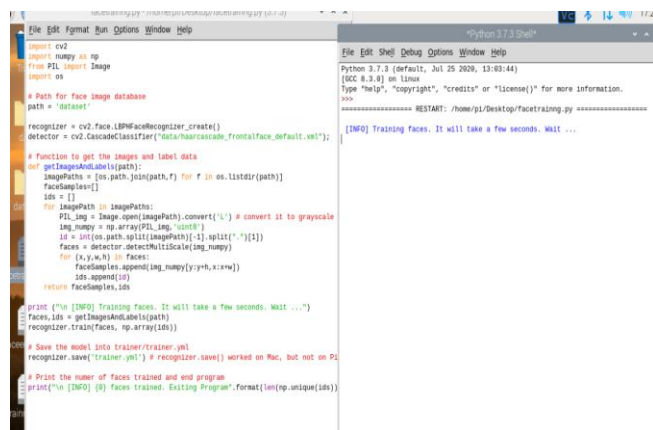 facetrainng.py - /home/pi/Desktop/facetrainng.py (3.7.3)
File Edit Format Run Options Window Help
import cv2
import numpy as np
from PIL import Image
import os
# Path for face image database
path = 'dataset'
recognizer = cv2.face.LBPHFaceRecognizer_create()
detector = cv2.CascadeClassifier("data/haarcascade_frontalface_default.xml");
# function to get the images and label data
def getImagesAndLabels(path):
imagePaths = [os.path.join(path,f) for f in os.listdir(path)]
faceSamples=[]
ids = []
for imagePath in imagePaths:
PIL_img = Image.open(imagePath).convert('L') # convert it to grayscale
img_numpy = np.array(PIL_img,'uint8')
id = int(os.path.split(imagePath)[-1].split(".")[1])
faces = detector.detectMultiScale(img_numpy)
for (x,y,w,h) in faces:
faceSamples.append(img_numpy[y:y+h,x:x+w])
ids.append(id)
return faceSamples,ids
print ("\n [INFO] Training faces. It will take a few seconds. Wait ...")
faces,ids = getImagesAndLabels(path)
recognizer.train(faces, np.array(ids))
# Save the model into trainer/trainer.yml
recognizer.save('trainer.yml') # recognizer.save() worked on Mac, but not on Pi
# Print the numer of faces trained and end program
print("\n [INFO] {0} faces trained. Exiting Program".format(len(np.unique(ids))
VC
*Python 3.7.3 Shell*
File Edit Shell Debug Options Window Help
Python 3.7.3 (default, Jul 25 2020, 13:03:44)
[GCC 8.3.0] on linux
Type "help", "copyright", "credits" or "license()" for more information.
>>>
================== RESTART: /home/pi/Desktop/facetrainng.py ==================
[INFO] Training faces. It will take a few seconds. Wait ...